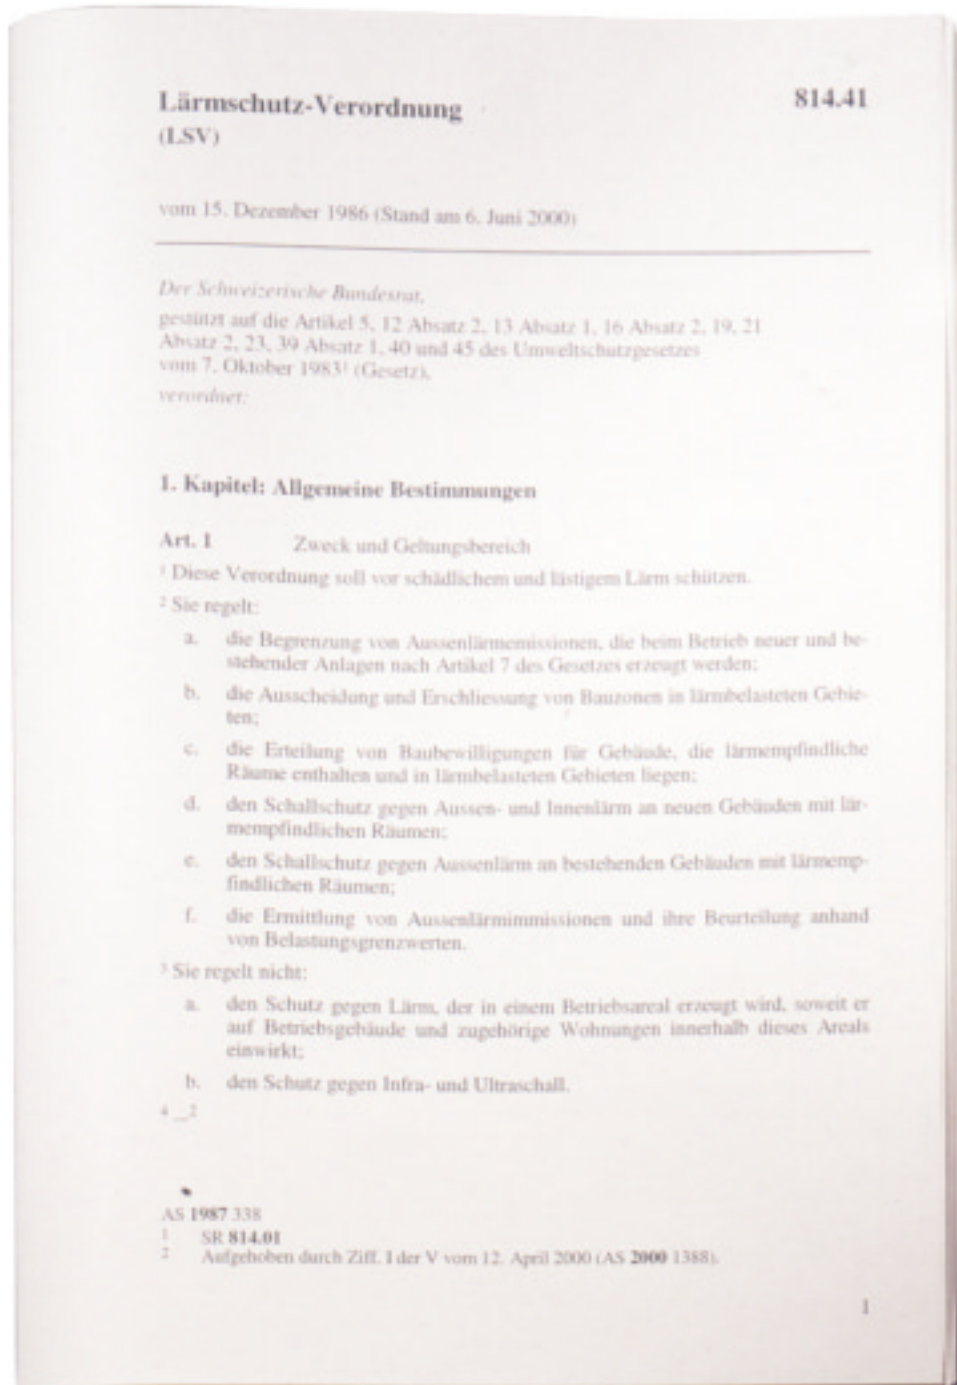 Lärmschutz-Verordnung 814.41
(LSV)
vom 15. Dezember 1986 (Stand am 6. Juni 2000)
Der Schweizerische Bundesrat,
gestützt auf die Artikel 5, 12 Absatz 2, 13 Absatz 1, 16 Absatz 2, 19, 21
Absatz 2, 23, 39 Absatz 1, 40 und 45 des Umweltschutzgesetzes
vom 7. Oktober 1983¹ (Gesetz),
verordnet:
1. Kapitel: Allgemeine Bestimmungen
Art. 1 Zweck und Geltungsbereich
¹ Diese Verordnung soll vor schädlichem und lästigem Lärm schützen.
² Sie regelt:
a. die Begrenzung von Aussenlärmemissionen, die beim Betrieb neuer und be-
stehender Anlagen nach Artikel 7 des Gesetzes erzeugt werden;
b. die Ausscheidung und Erschliessung von Bauzonen in lärmbelasteten Gebie-
ten;
c. die Erteilung von Baubewilligungen für Gebäude, die lärmempfindliche
Räume enthalten und in lärmbelasteten Gebieten liegen;
d. den Schallschutz gegen Aussen- und Innenlärm an neuen Gebäuden mit lär-
mempfindlichen Räumen;
e. den Schallschutz gegen Aussenlärm an bestehenden Gebäuden mit lärmemp-
findlichen Räumen;
f. die Ermittlung von Aussenlärmimmissionen und ihre Beurteilung anhand
von Belastungsgrenzwerten.
³ Sie regelt nicht:
a. den Schutz gegen Lärm, der in einem Betriebsareal erzeugt wird, soweit er
auf Betriebsgebäude und zugehörige Wohnungen innerhalb dieses Areals
einwirkt;
b. den Schutz gegen Infra- und Ultraschall.
⁴ _²
AS 1987 338
1 SR 814.01
2 Aufgehoben durch Ziff. I der V vom 12. April 2000 (AS 2000 1388).
1